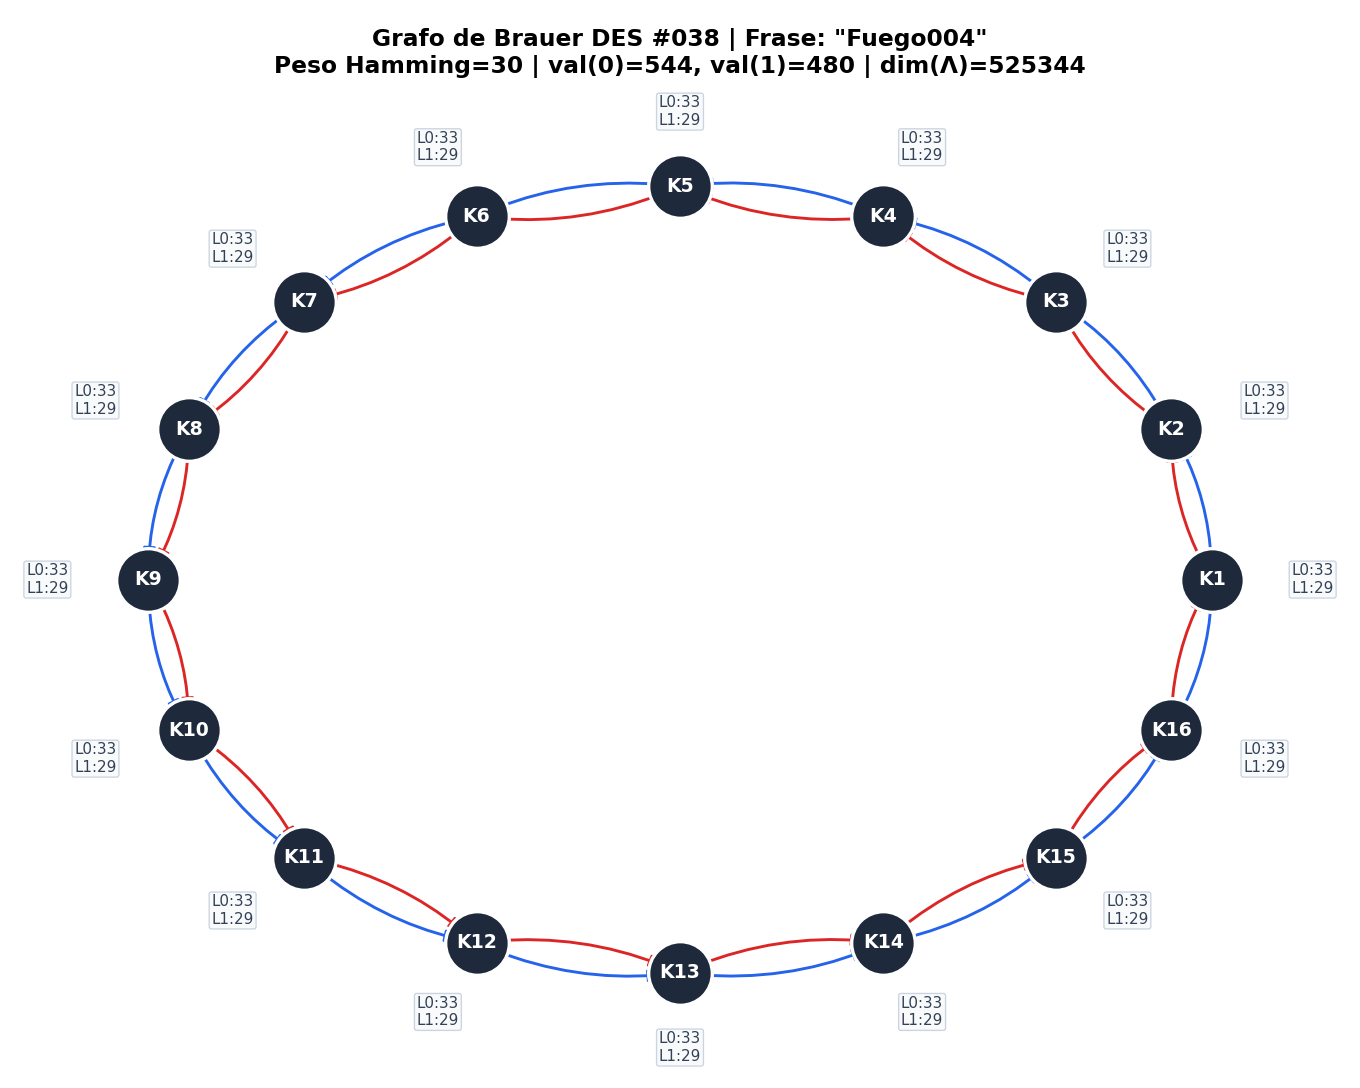 Grafo de Brauer DES #038 | Frase: "Fuego004"
Peso Hamming=30 | val(0)=544, val(1)=480 | dim(Λ)=525344
L0:33
L1:29
L0:33
L1:29
L0:33
L1:29
K5
K6
K4
L0:33
L1:29
L0:33
L1:29
K7
K3
L0:33
L1:29
L0:33
L1:29
K8
K2
L0:33
L1:29
K9
K1
L0:33
L1:29
K10
K16
L0:33
L1:29
L0:33
L1:29
K11
K15
L0:33
L1:29
L0:33
L1:29
K12
K14
K13
L0:33
L1:29
L0:33
L1:29
L0:33
L1:29